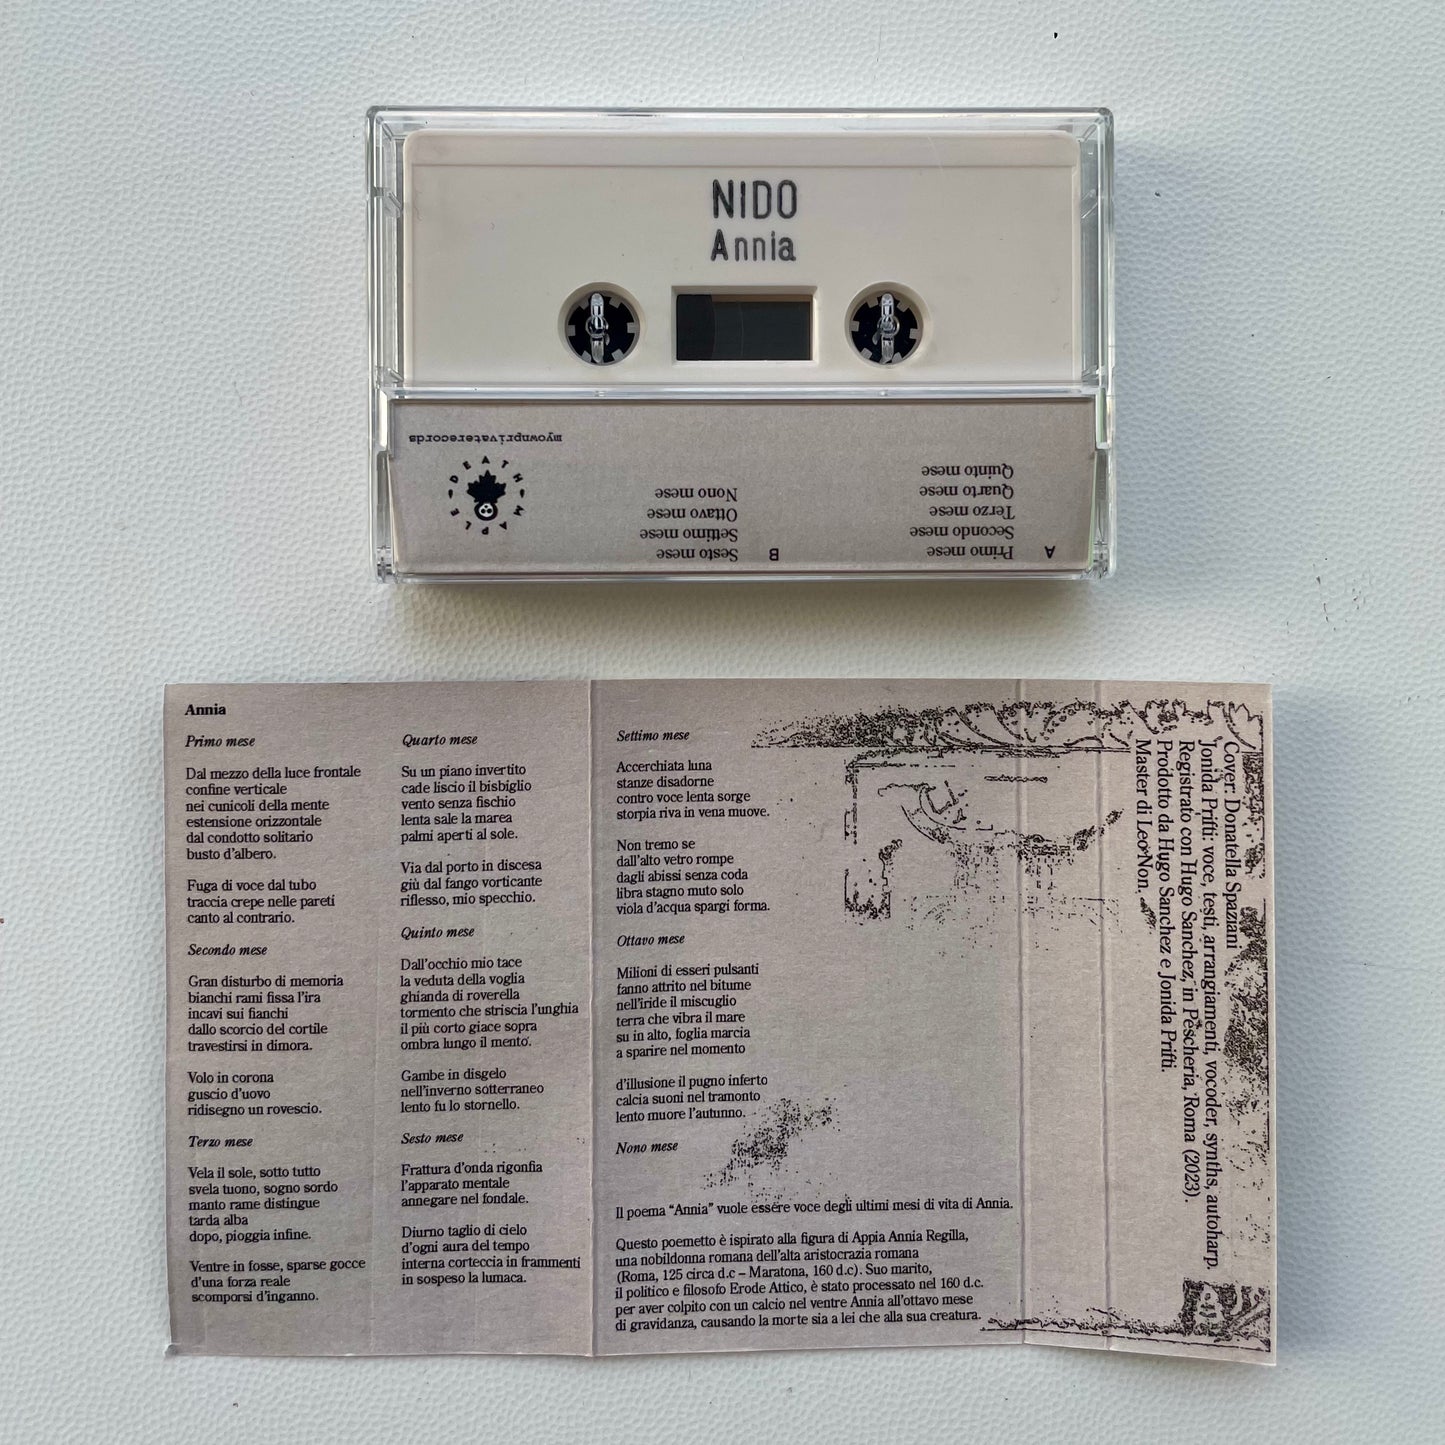 NIDO
Annia
myownprivaterecords
DEATH MAPLE
A
Primo mese
Secondo mese
Terzo mese
Quarto mese
Quinto mese
B
Sesto mese
Settimo mese
Ottavo mese
Nono mese
Annia
Primo mese
Dal mezzo della luce frontale
confine verticale
nei cunicoli della mente
estensione orizzontale
dal condotto solitario
busto d’albero.
Fuga di voce dal tubo
traccia crepe nelle pareti
canto al contrario.
Secondo mese
Gran disturbo di memoria
bianchi rami fissa l’ira
incavi sui fianchi
dallo scorcio del cortile
travestirsi in dimora.
Volo in corona
guscio d’uovo
ridisegno un rovescio.
Terzo mese
Vela il sole, sotto tutto
svela tuono, sogno sordo
manto rame distingue
tarda alba
dopo, pioggia infine.
Ventre in fosse, sparse gocce
d’una forza reale
scomporsi d’inganno.
Quarto mese
Su un piano invertito
cade liscio il bisbiglio
vento senza fischio
lenta sale la marea
palmi aperti al sole.
Via dal porto in discesa
giù dal fango vorticante
riflesso, mio specchio.
Quinto mese
Dall’occhio mio tace
la veduta della voglia
ghianda di roverella
tormento che striscia l’unghia
il più corto giace sopra
ombra lungo il mento.
Gambe in disgelo
nell’inverno sotterraneo
lento fu lo stornello.
Sesto mese
Frattura d’onda rigonfia
l’apparato mentale
annegare nel fondale.
Diurno taglio di cielo
d’ogni aura del tempo
interna corteccia in frammenti
in sospeso la lumaca.
Settimo mese
Accerchiata luna
stanze disadorne
contro voce lenta sorge
storpia riva in vena muove.
Non tremo se
dall’alto vetro rompe
dagli abissi senza coda
libra stagno muto solo
viola d’acqua spargi forma.
Ottavo mese
Milioni di esseri pulsanti
fanno attrito nel bitume
nell’iride il miscuglio
terra che vibra il mare
su in alto, foglia marcia
a sparire nel momento
d’illusione il pugno inferto
calcia suoni nel tramonto
lento muore l’autunno.
Nono mese
Il poema “Annia” vuole essere voce degli ultimi mesi di vita di Annia.
Questo poemetto è ispirato alla figura di Appia Annia Regilla,
una nobildonna romana dell’alta aristocrazia romana
(Roma, 125 circa d.c – Maratona, 160 d.c). Suo marito,
il politico e filosofo Erode Attico, è stato processato nel 160 d.c.
per aver colpito con un calcio nel ventre Annia all’ottavo mese
di gravidanza, causando la morte sia a lei che alla sua creatura.
Cover: Donatella Spaziani
Jonida Prifti: voce, testi, arrangiamenti, vocoder, synths, autoharp.
Registrato con Hugo Sanchez, in Pescheria, Roma (2023).
Prodotto da Hugo Sanchez e Jonida Prifti.
Master di Leo Non.